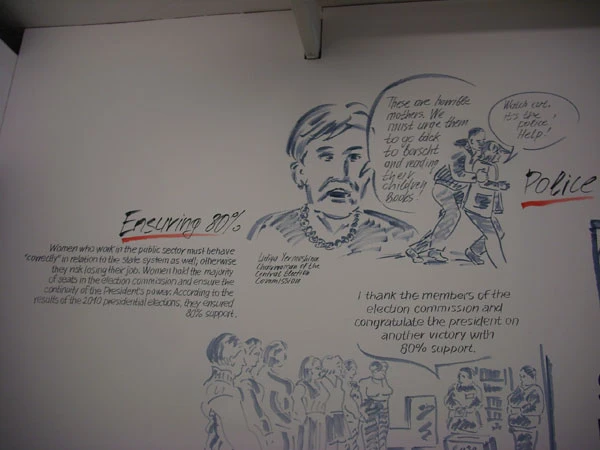 Ensuring 80%
Women who work in the public sector must behave
"correctly" in relation to the state system as well, otherwise
they risk losing their job. Women hold the majority
of seats in the election commission and ensure the
continuity of the President's power. According to the
results of the 2010 presidential elections, they ensured
80% support.
Lidiya Yermoshina
Chairwoman of the
Central Election
Commission
These are horrible
mothers. We
must urge them
to go back
to borscht
and reading
their
children
books!
Watch out,
it's the
police!
Help!
Police
I thank the members of the
election commission and
congratulate the president on
another victory with
80% support.